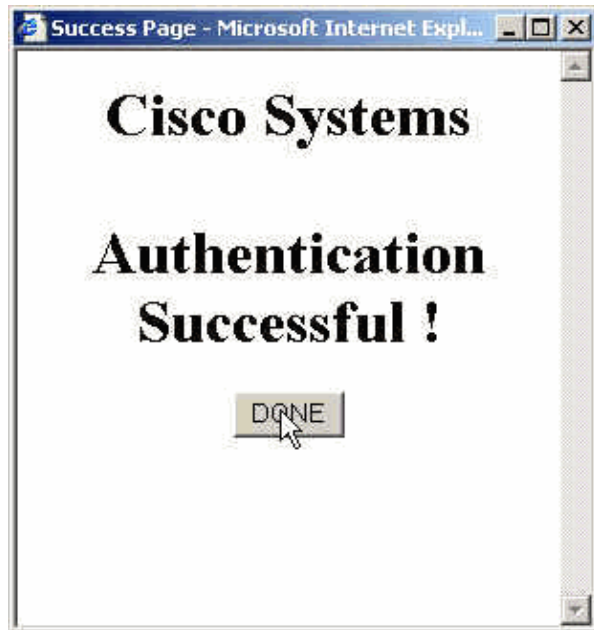 Success Page - Microsoft Internet Expl...
Cisco Systems
Authentication
Successful !
DONE